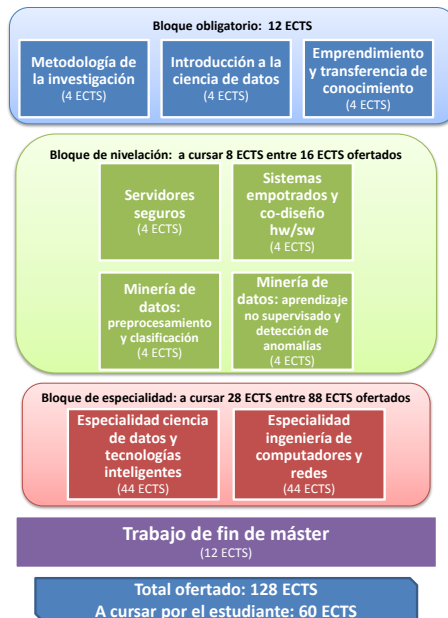 Bloque obligatorio: 12 ECTS
Metodología de
la investigación
(4 ECTS)
Introducción a la
ciencia de datos
(4 ECTS)
Emprendimiento
y transferencia de
conocimiento
(4 ECTS)
Bloque de nivelación: a cursar 8 ECTS entre 16 ECTS ofertados
Servidores
seguros
(4 ECTS)
Sistemas
empotrados y
co-diseño
hw/sw
(4 ECTS)
Minería de
datos:
preprocesamiento
y clasificación
(4 ECTS)
Minería de
datos: aprendizaje
no supervisado y
detección de
anomalías
(4 ECTS)
Bloque de especialidad: a cursar 28 ECTS entre 88 ECTS ofertados
Especialidad ciencia
de datos y
tecnologías
inteligentes
(44 ECTS)
Especialidad
ingeniería de
computadores y
redes
(44 ECTS)
Trabajo de fin de máster
(12 ECTS)
Total ofertado: 128 ECTS
A cursar por el estudiante: 60 ECTS